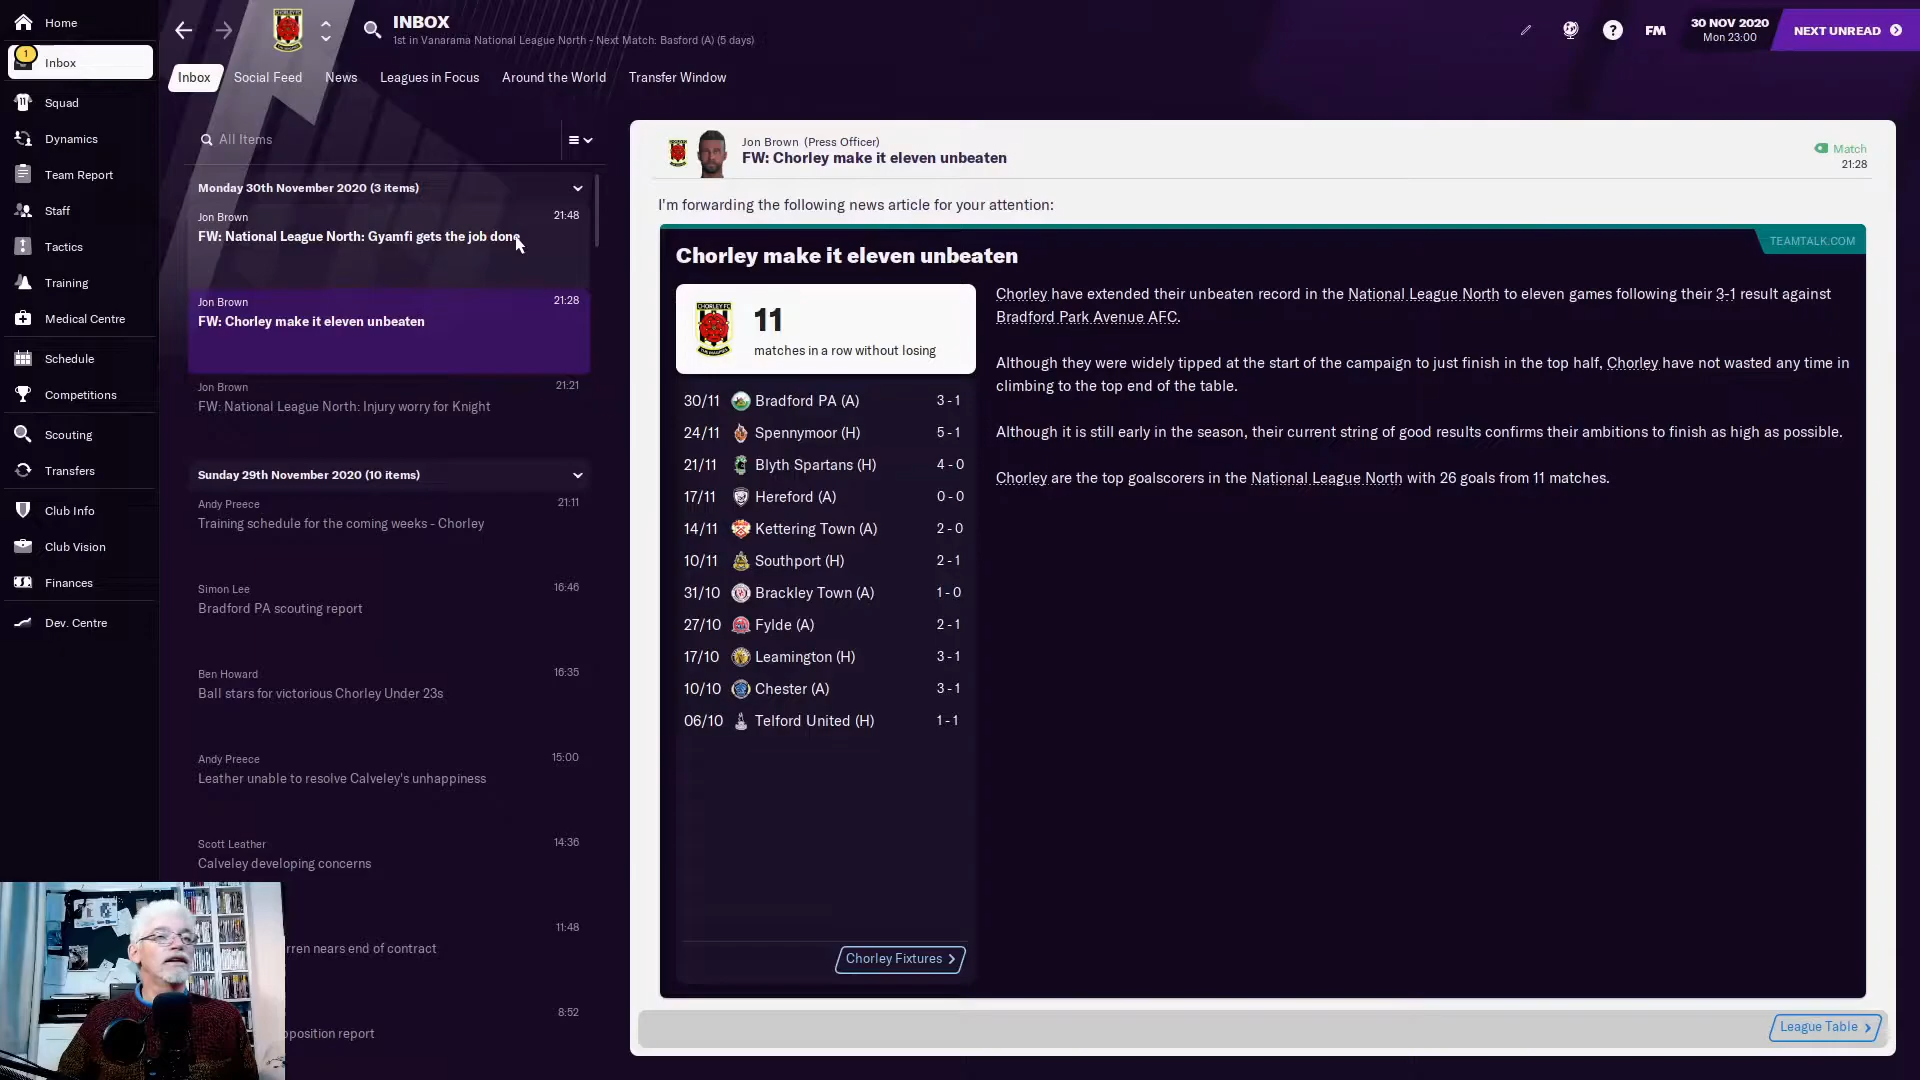 Home
1
Inbox
Squad
Dynamics
Team Report
Staff
Tactics
Training
Medical Centre
Schedule
Competitions
Scouting
Transfers
Club Info
Club Vision
Finances
Dev. Centre
INBOX
1st in Vanarama National League North - Next Match: Basford (A) (5 days)
?
FM
30 NOV 2020
Mon 23:00
NEXT UNREAD
Inbox
Social Feed
News
Leagues in Focus
Around the World
Transfer Window
All Items
Monday 30th November 2020 (3 items)
Jon Brown
21:48
FW: National League North: Gyamfi gets the job done
Jon Brown
21:28
FW: Chorley make it eleven unbeaten
Jon Brown
21:21
FW: National League North: Injury worry for Knight
Sunday 29th November 2020 (10 items)
Andy Preece
21:11
Training schedule for the coming weeks - Chorley
Simon Lee
16:46
Bradford PA scouting report
Ben Howard
16:35
Ball stars for victorious Chorley Under 23s
Andy Preece
15:00
Leather unable to resolve Calveley's unhappiness
Scott Leather
14:36
Calveley developing concerns
11:48
rren nears end of contract
8:52
pposition report
Jon Brown (Press Officer)
FW: Chorley make it eleven unbeaten
Match
21:28
I'm forwarding the following news article for your attention:
TEAMTALK.COM
Chorley make it eleven unbeaten
11
matches in a row without losing
30/11 Bradford PA (A) 3 - 1
24/11 Spennymoor (H) 5 - 1
21/11 Blyth Spartans (H) 4 - 0
17/11 Hereford (A) 0 - 0
14/11 Kettering Town (A) 2 - 0
10/11 Southport (H) 2 - 1
31/10 Brackley Town (A) 1 - 0
27/10 Fylde (A) 2 - 1
17/10 Leamington (H) 3 - 1
10/10 Chester (A) 3 - 1
06/10 Telford United (H) 1 - 1
Chorley Fixtures
Chorley have extended their unbeaten record in the National League North to eleven games following their 3-1 result against
Bradford Park Avenue AFC.
Although they were widely tipped at the start of the campaign to just finish in the top half, Chorley have not wasted any time in
climbing to the top end of the table.
Although it is still early in the season, their current string of good results confirms their ambitions to finish as high as possible.
Chorley are the top goalscorers in the National League North with 26 goals from 11 matches.
League Table